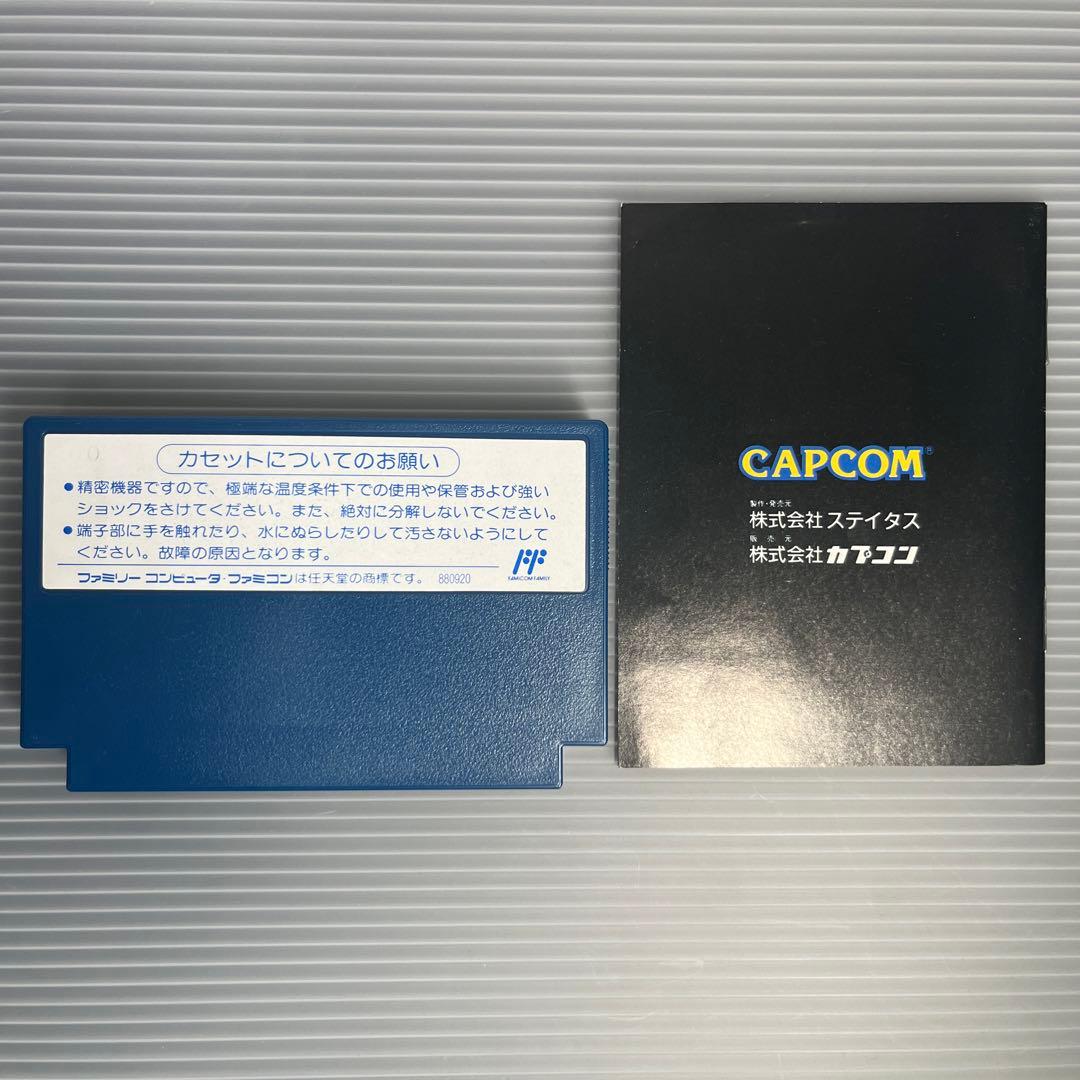 カセットについてのお願い
●精密機器ですので、極端な温度条件下での使用や保管および強い
ショックをさけてください。また、絶対に分解しないでください。
●端子部に手を触れたり、水にぬらしたりして汚さないようにして
ください。故障の原因となります。
FAMICOM FAMILY
ファミリー コンピュータ・ファミコンは任天堂の商標です。 880920
CAPCOM®
製作・発売元
株式会社ステイタス
販売元
株式会社カプコン